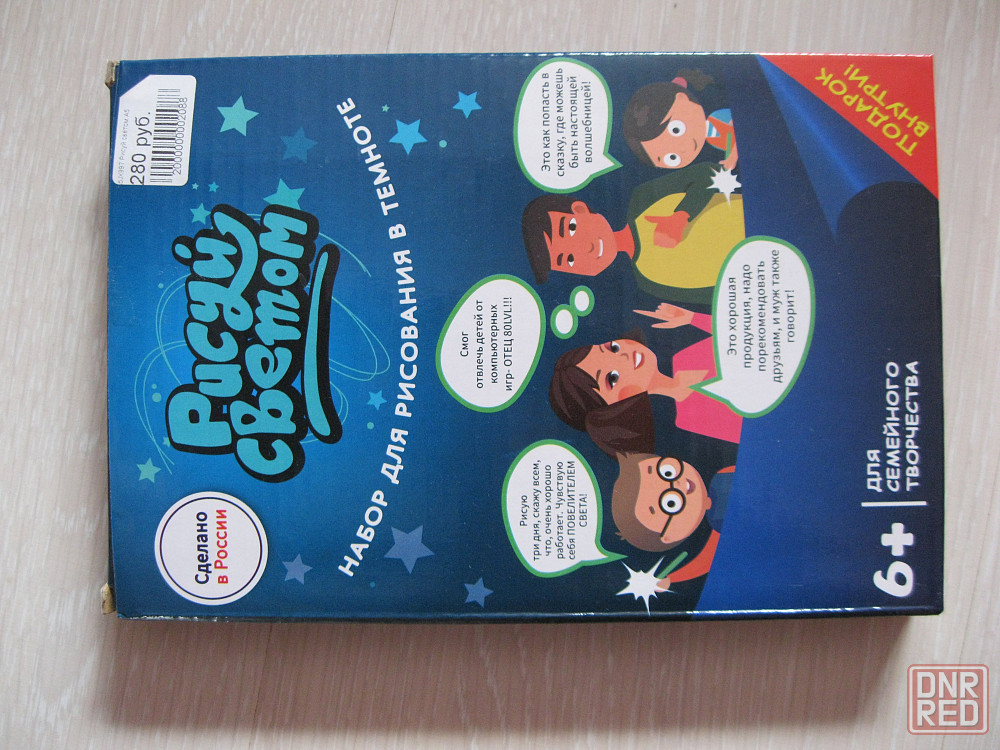 Сделано
в России
Рисуй
светом
280 руб.
2000000002088
НАБОР ДЛЯ РИСОВАНИЯ В ТЕМНОТЕ
Рисую
три дня, скажу всем,
что, очень хорошо
работает. Чувствую
себя ПОВЕЛИТЕЛЕМ
СВЕТА!
Смог
отвлечь детей от
компьютерных
игр- ОТЕЦ 80LVL!!!
Это как попасть в
сказку, где можешь
быть настоящей
волшебницей!
Это хорошая
продукция, надо
порекомендовать
друзьям, и муж также
говорит!
ПОДАРОК
ВНУТРИ!
6+
ДЛЯ
СЕМЕЙНОГО
ТВОРЧЕСТВА
DNR
RED